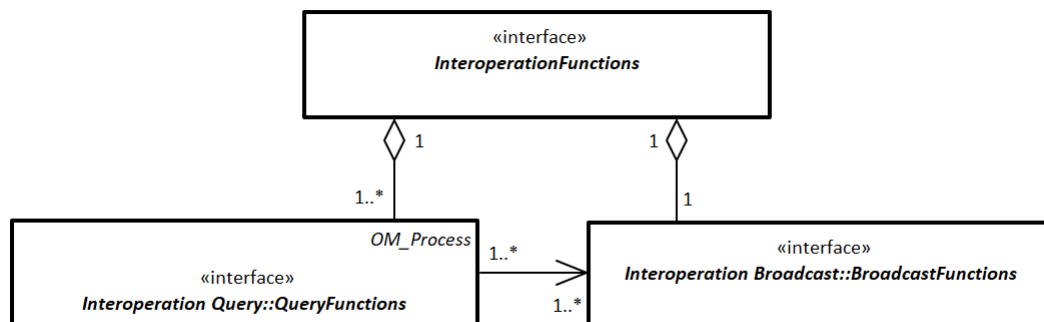 «interface»
InteroperationFunctions
1
1
1..*
1
OM_Process
«interface»
Interoperation Query::QueryFunctions
1..*
1..*
«interface»
Interoperation Broadcast::BroadcastFunctions